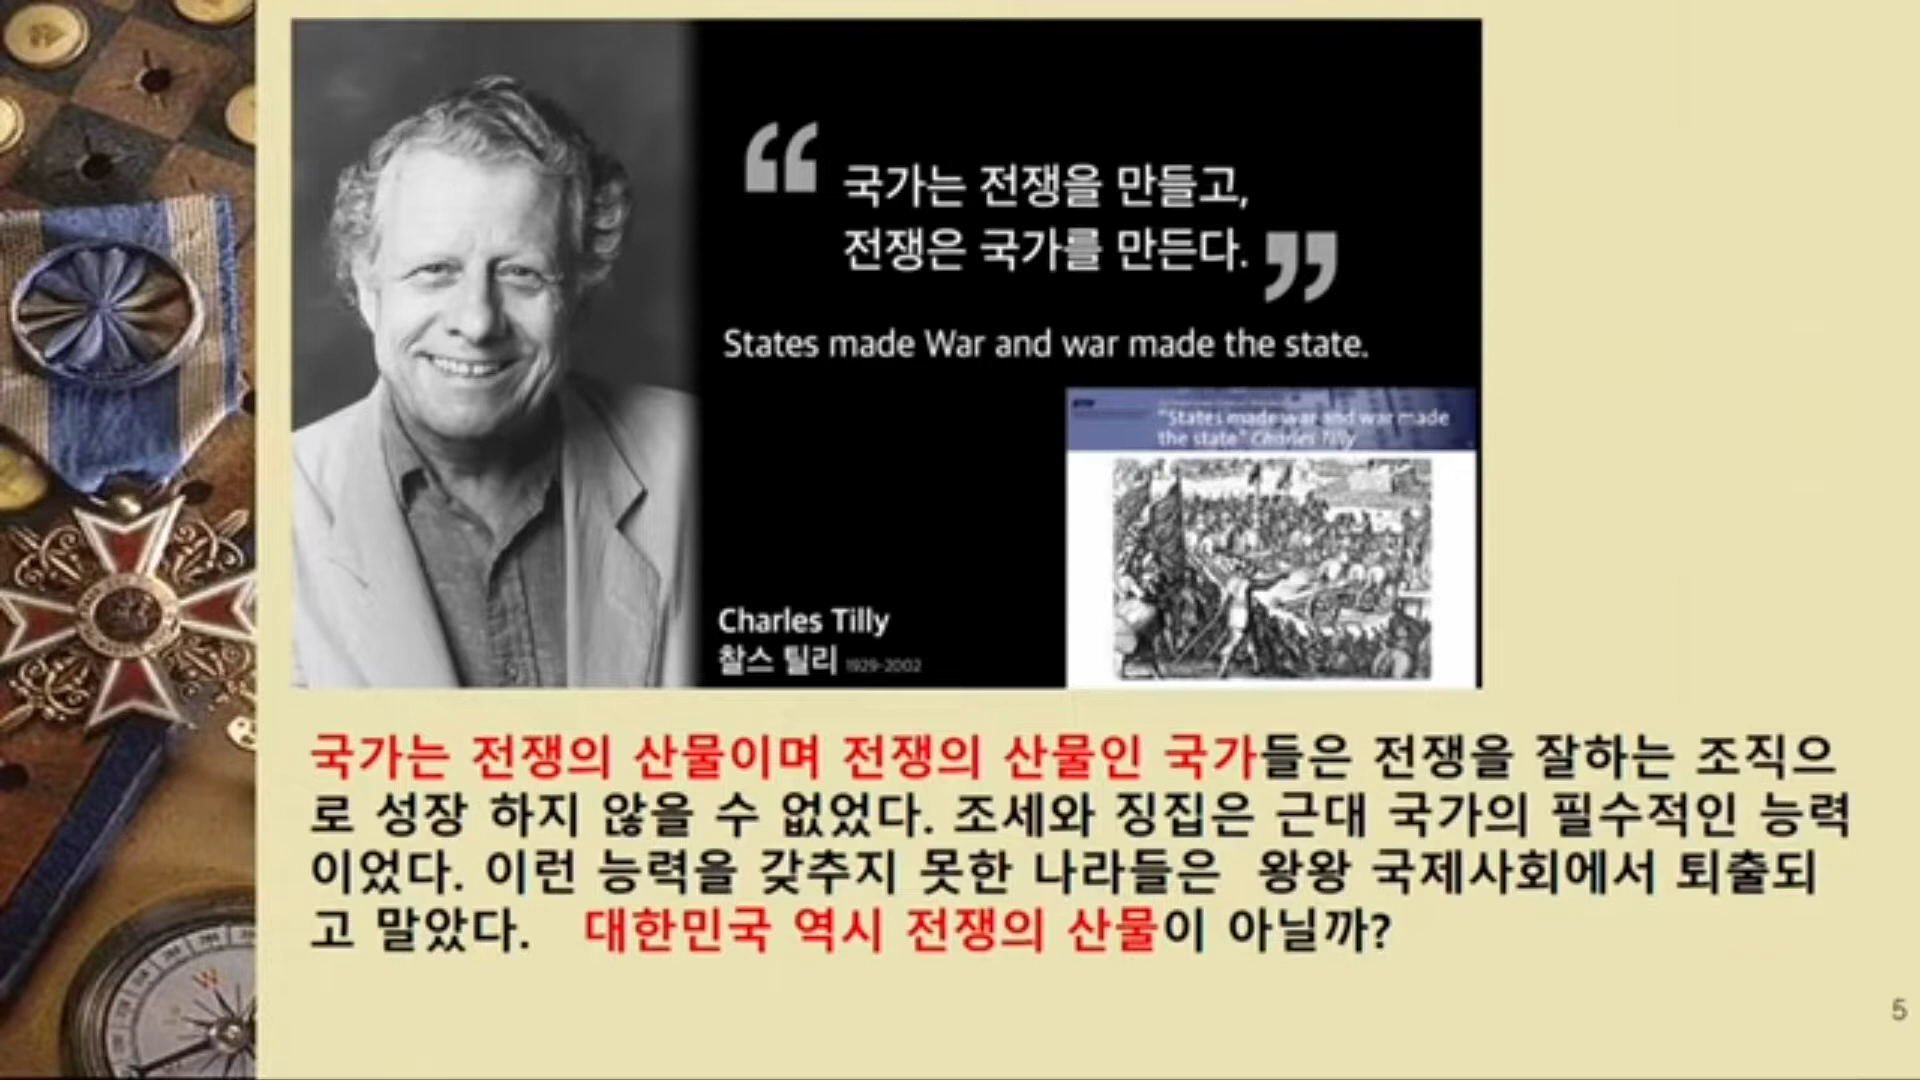 국가는 전쟁을 만들고,
전쟁은 국가를 만든다.
States made War and war made the state.
"States made war and war made
the state" Charles Tilly
Charles Tilly
찰스 틸리 1929-2002
국가는 전쟁의 산물이며 전쟁의 산물인 국가들은 전쟁을 잘하는 조직으
로 성장 하지 않을 수 없었다. 조세와 징집은 근대 국가의 필수적인 능력
이었다. 이런 능력을 갖추지 못한 나라들은 왕왕 국제사회에서 퇴출되
고 말았다. 대한민국 역시 전쟁의 산물이 아닐까?
5